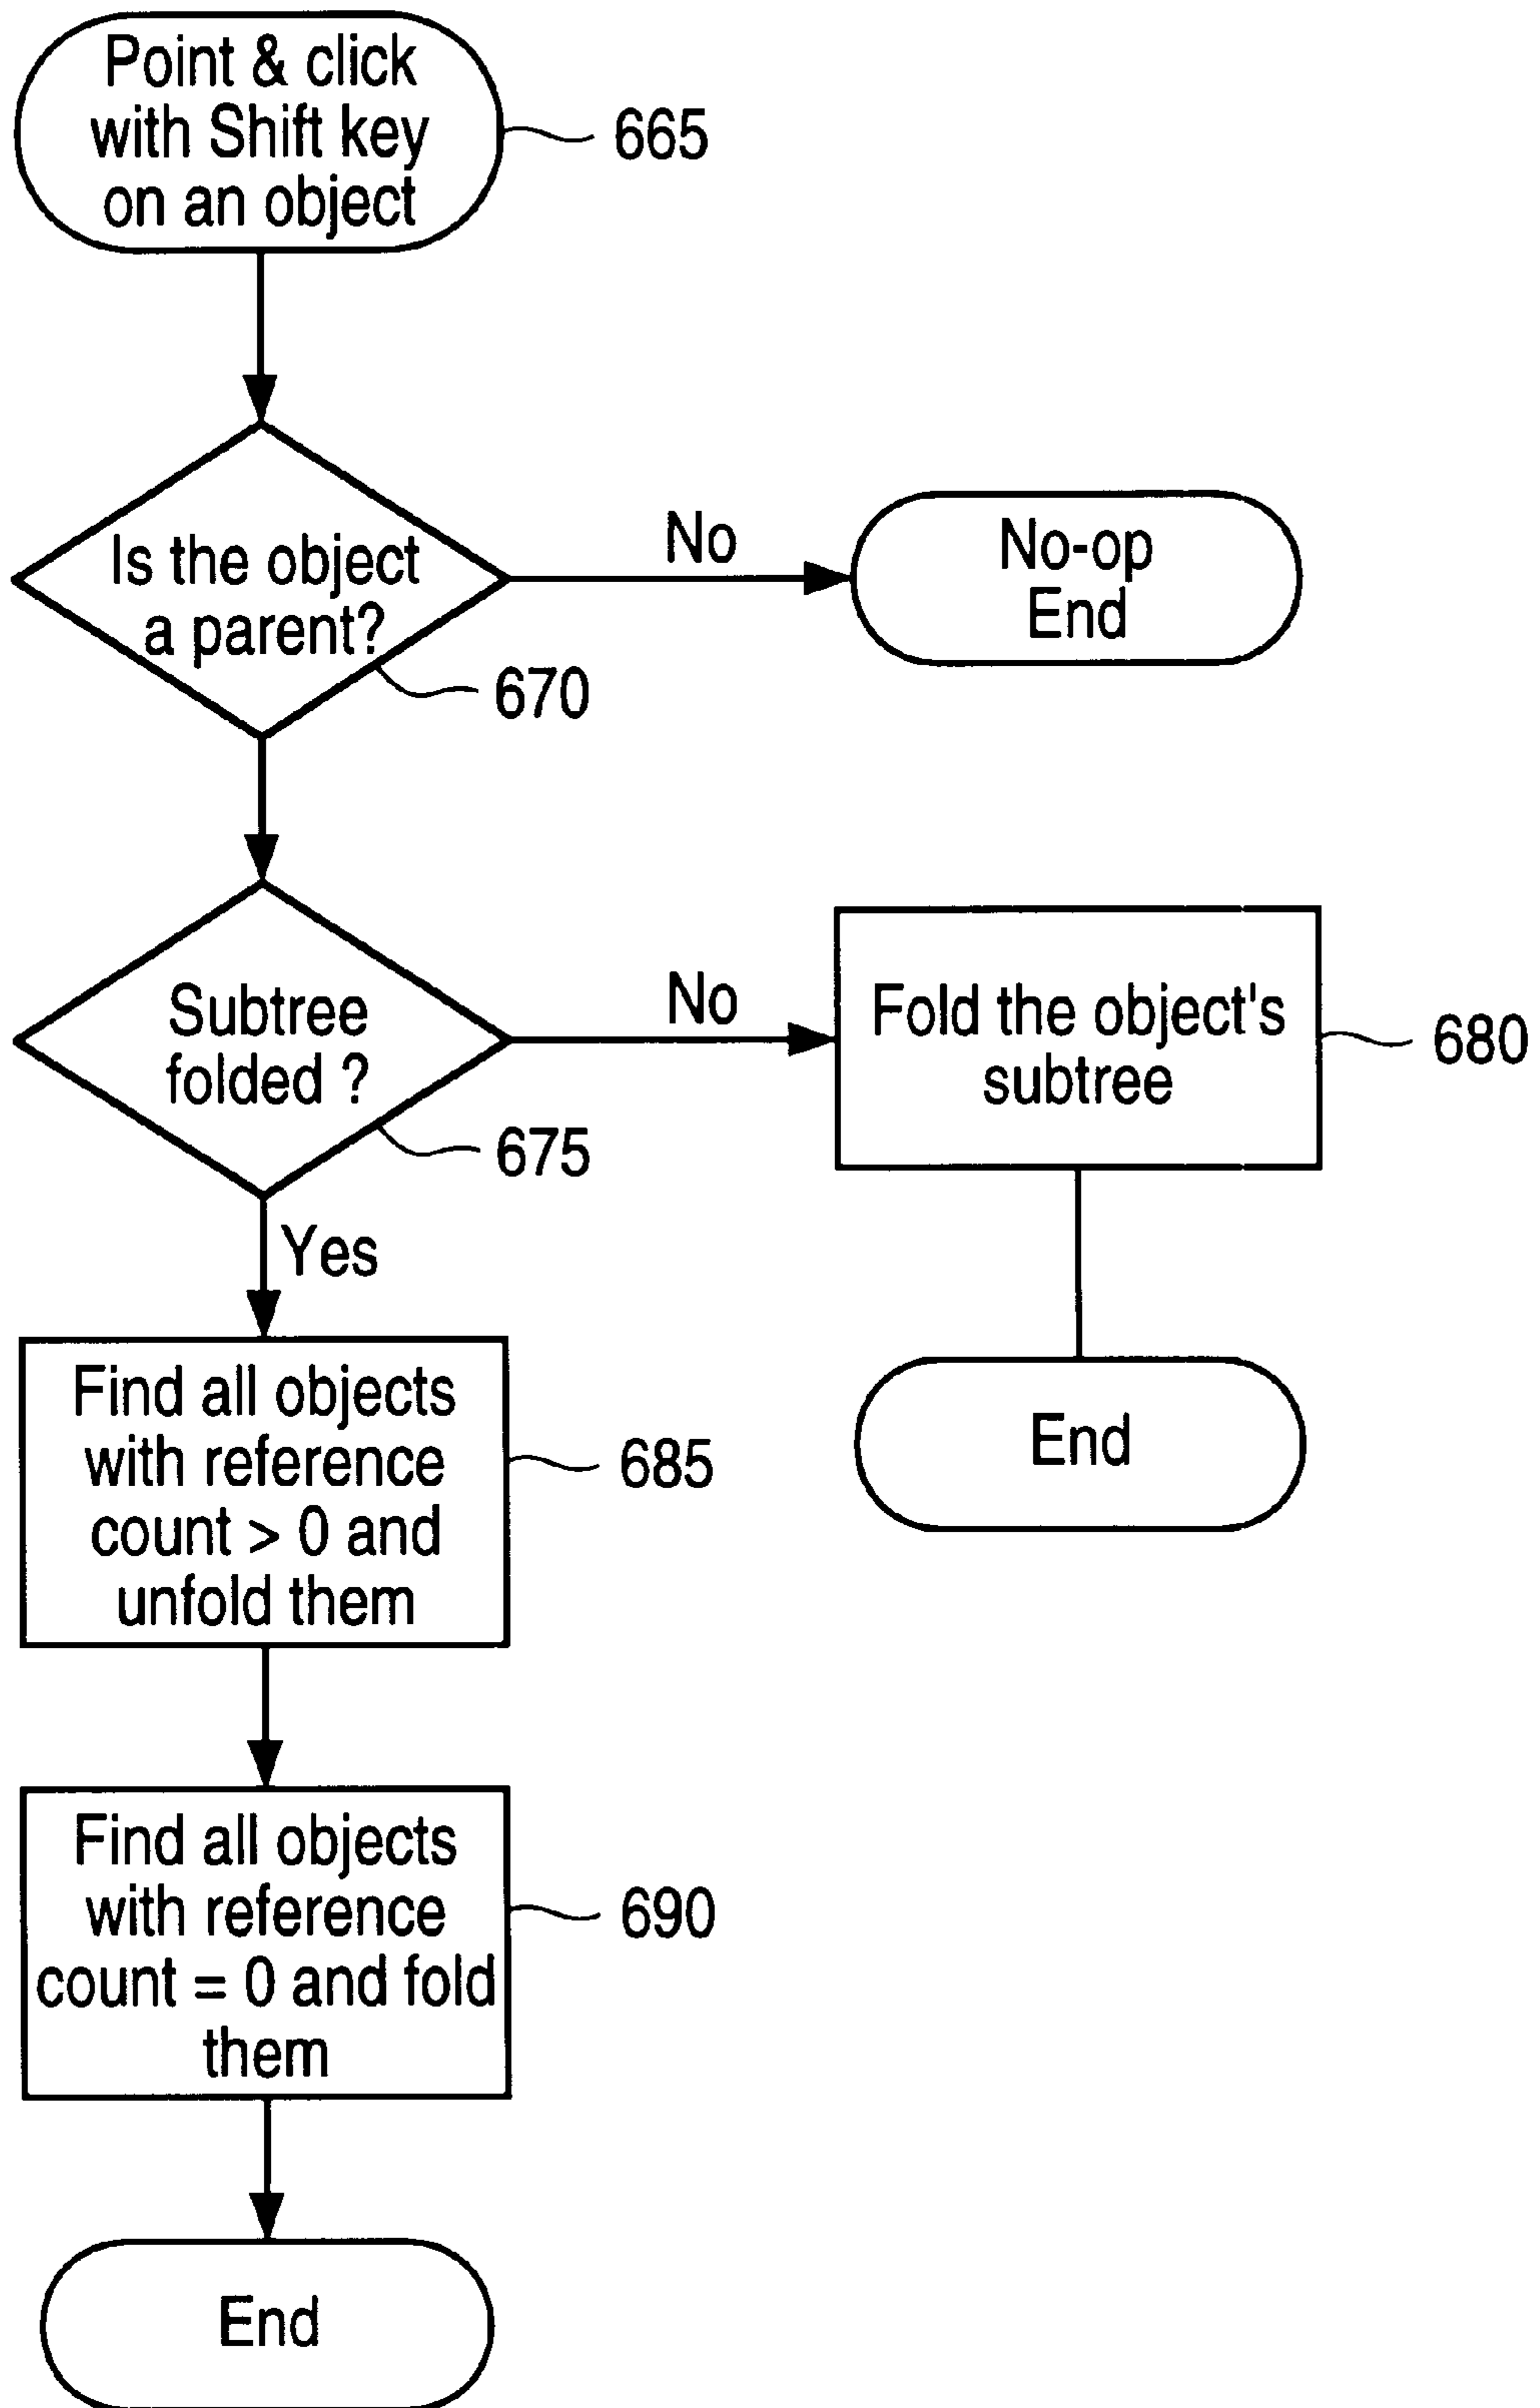 Point & click
with Shift key
on an object
665
Is the object
a parent?
670
No
No-op
End
Subtree
folded ?
675
No
Fold the object's
subtree
680
End
Yes
Find all objects
with reference
count > 0 and
unfold them
685
Find all objects
with reference
count = 0 and fold
them
690
End